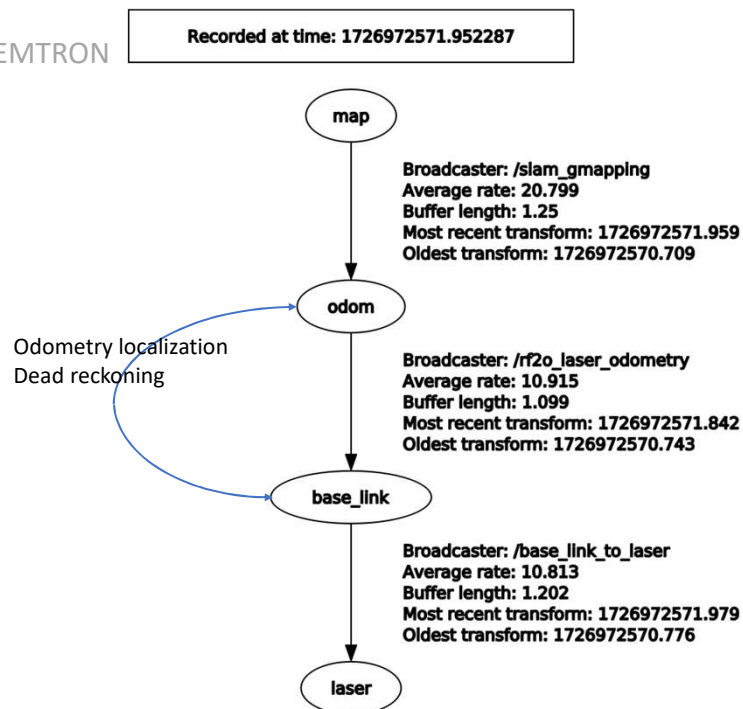 EMTRON
Recorded at time: 1726972571.952287
map
Broadcaster: /slam_gmapping
Average rate: 20.799
Buffer length: 1.25
Most recent transform: 1726972571.959
Oldest transform: 1726972570.709
odom
Odometry localization
Dead reckoning
Broadcaster: /rf2o_laser_odometry
Average rate: 10.915
Buffer length: 1.099
Most recent transform: 1726972571.842
Oldest transform: 1726972570.743
base_link
Broadcaster: /base_link_to_laser
Average rate: 10.813
Buffer length: 1.202
Most recent transform: 1726972571.979
Oldest transform: 1726972570.776
laser